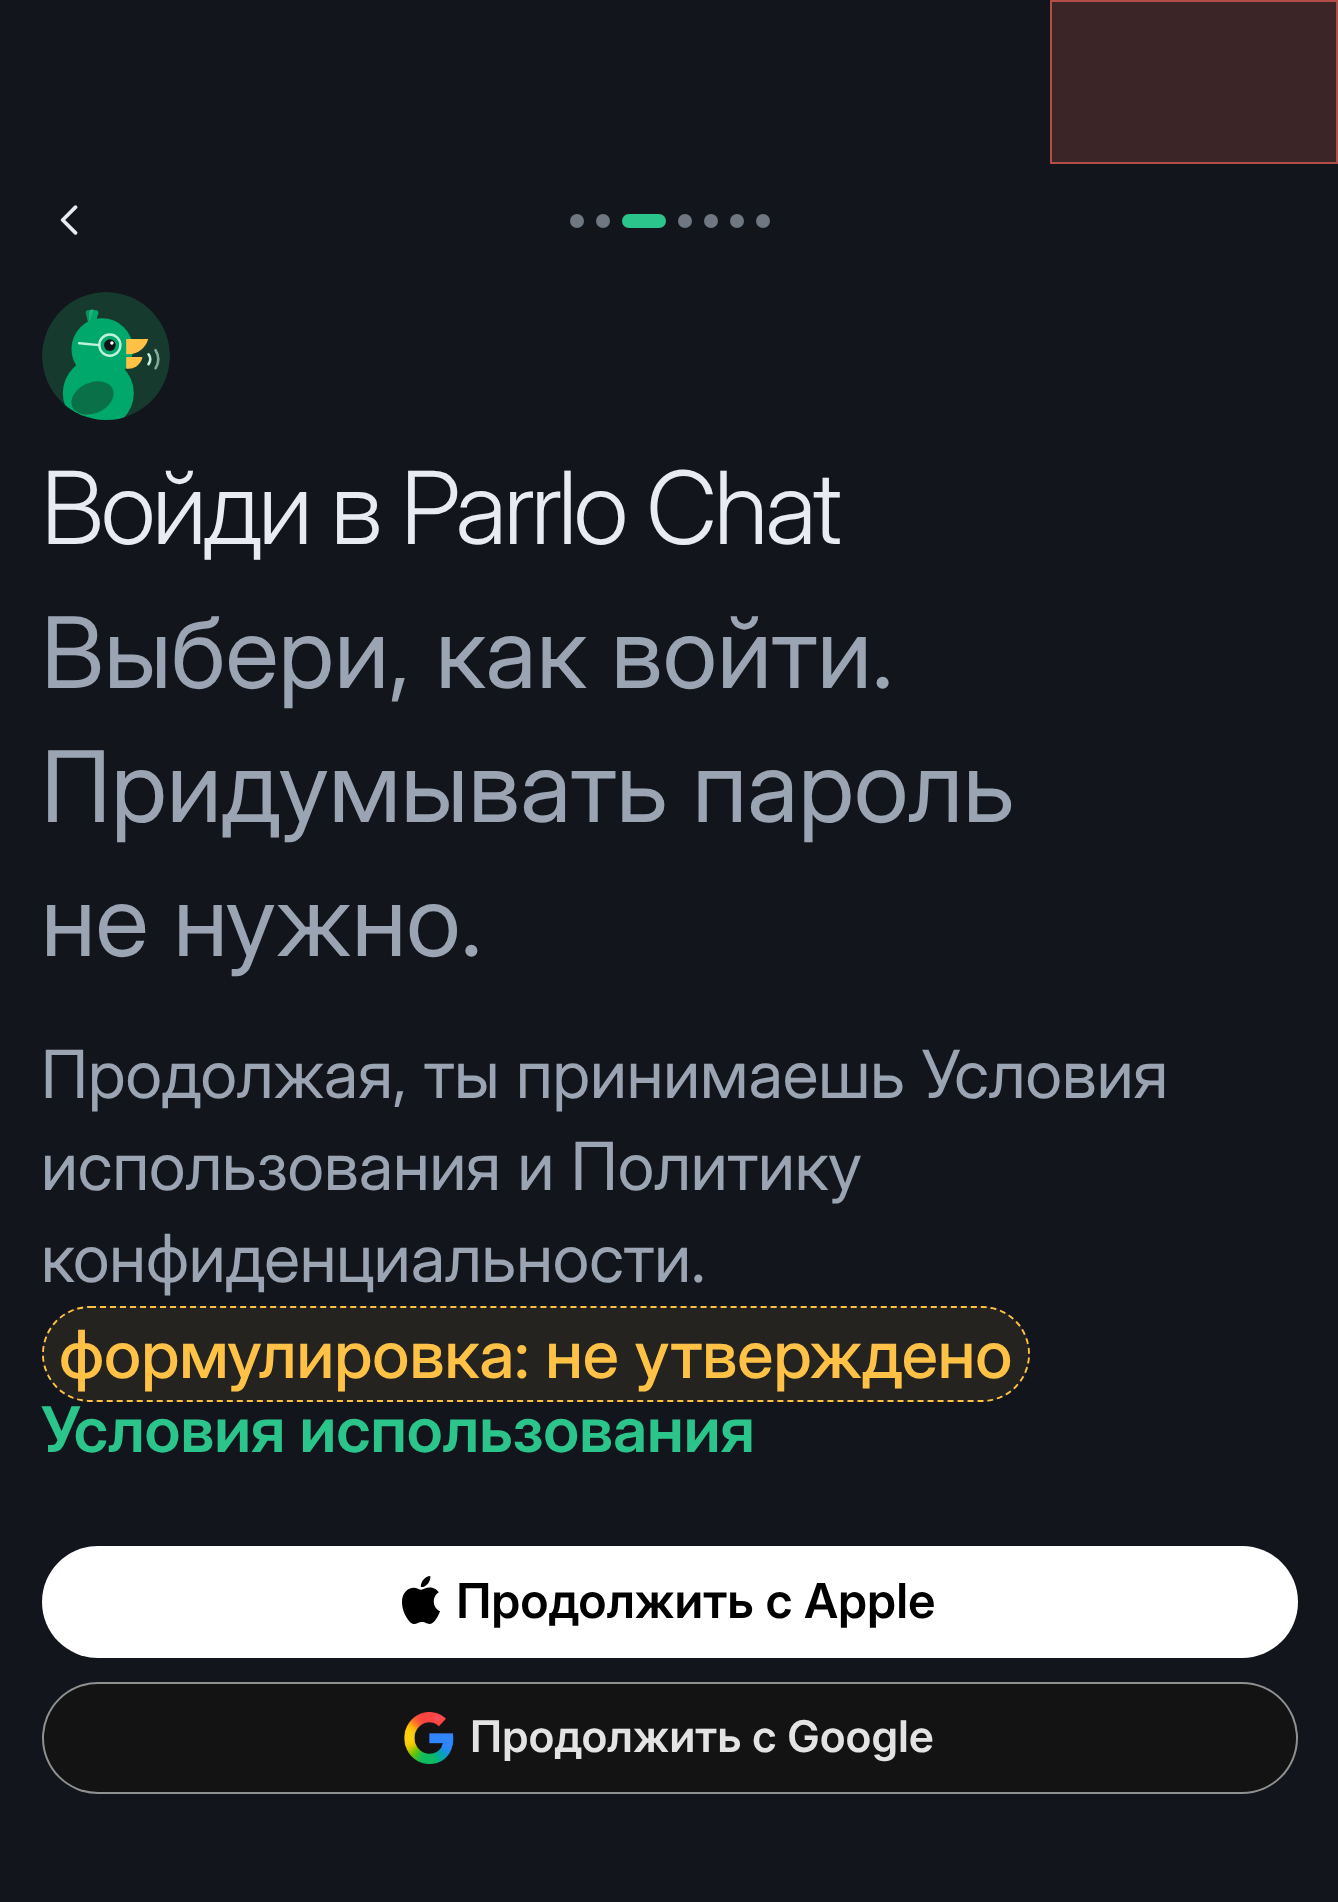 Войди в Parrlo Chat
Выбери, как войти.
Придумывать пароль
не нужно.
Продолжая, ты принимаешь Условия
использования и Политику
конфиденциальности.
формулировка: не утверждено
Условия использования
Продолжить с Apple
Продолжить с Google